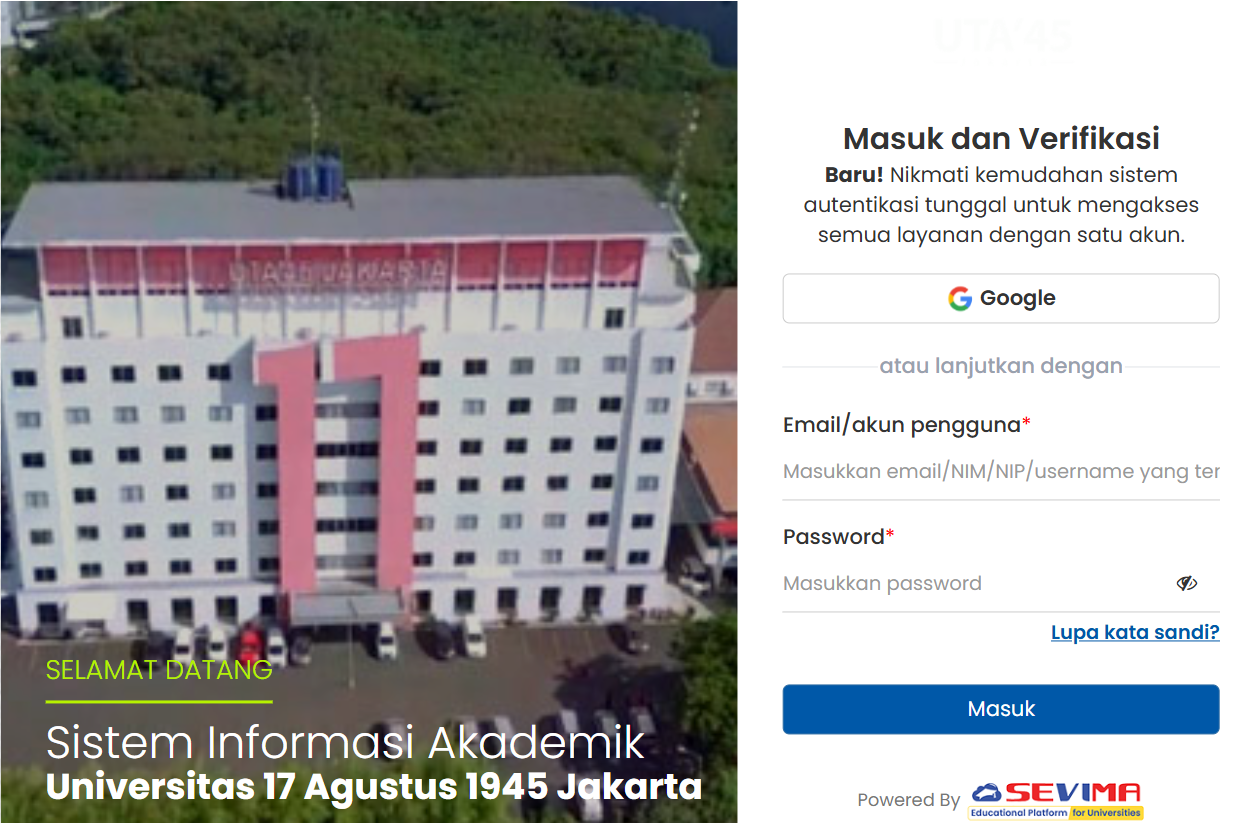 UTA'45
UTA45 JAKARTA
SELAMAT DATANG
Sistem Informasi Akademik
Universitas 17 Agustus 1945 Jakarta
Masuk dan Verifikasi
Baru! Nikmati kemudahan sistem
autentikasi tunggal untuk mengakses
semua layanan dengan satu akun.
Google
atau lanjutkan dengan
Email/akun pengguna*
Masukkan email/NIM/NIP/username yang ter
Password*
Masukkan password
Lupa kata sandi?
Masuk
Powered By SEVIMA
Educational Platform for Universities